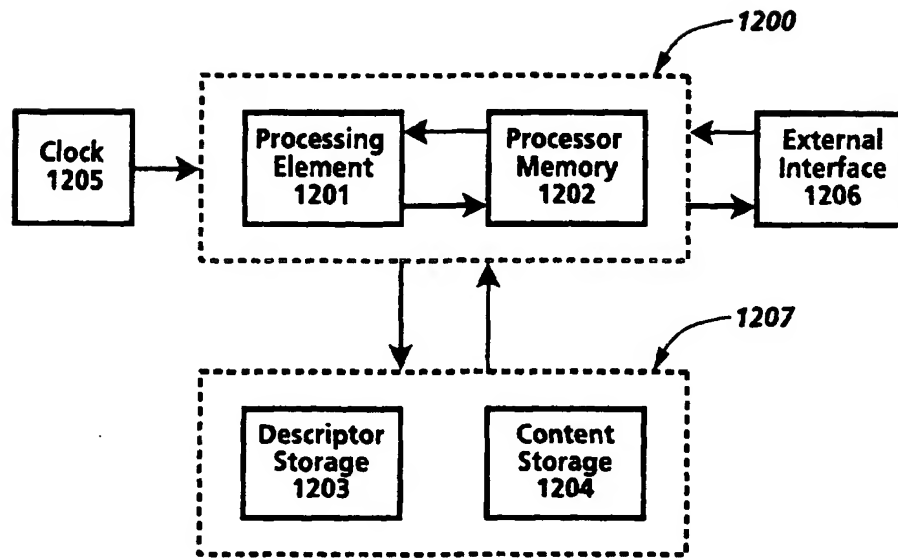 1200
Clock
1205
Processing
Element
1201
Processor
Memory
1202
External
Interface
1206
1207
Descriptor
Storage
1203
Content
Storage
1204